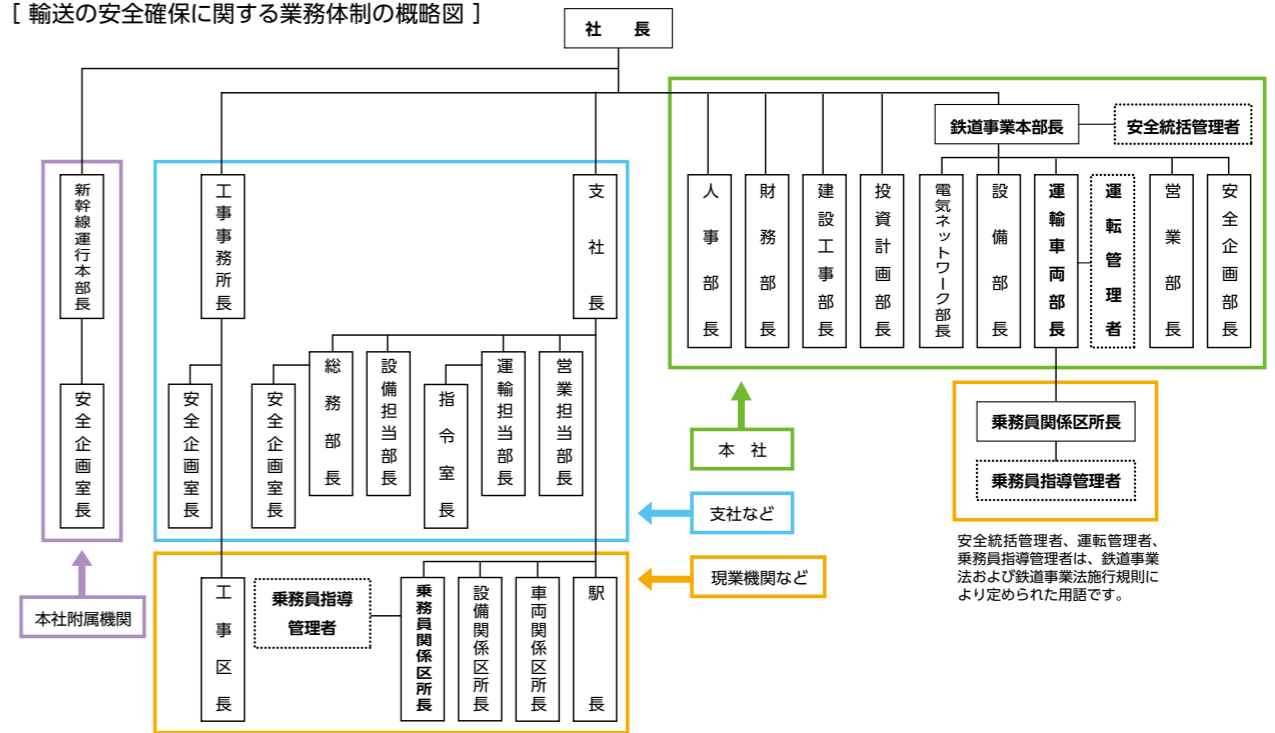 [ 輸送の安全確保に関する業務体制の概略図 ]
社 長
鉄道事業本部長
安全統括管理者
新幹線運行本部長
工事事務所長
支社長
人事部長
財務部長
建設工事部長
投資計画部長
電気ネットワーク部長
設備部長
運輸車両部長
運転管理者
営業部長
安全企画部長
安全企画室長
安全企画室長
安全企画室長
総務部長
設備担当部長
指令室長
運輸担当部長
営業担当部長
本 社
乗務員関係区所長
乗務員指導管理者
支社など
安全統括管理者、運転管理者、
乗務員指導管理者は、鉄道事業
法および鉄道事業法施行規則に
より定められた用語です。
現業機関など
本社附属機関
工事区長
乗務員指導
管理者
乗務員関係区所長
設備関係区所長
車両関係区所長
駅長